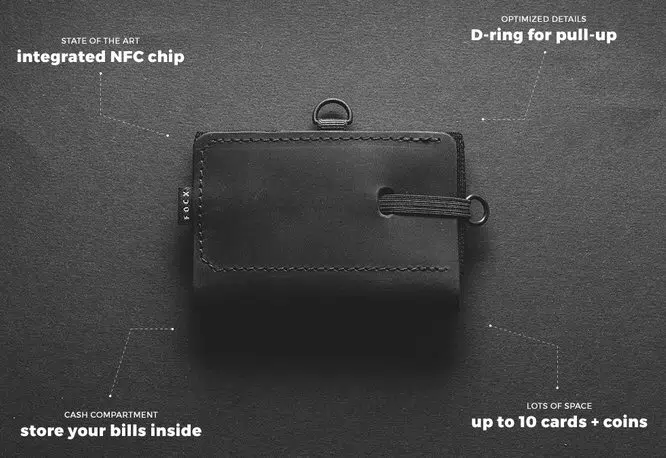 STATE OF THE ART
integrated NFC chip
OPTIMIZED DETAILS
D-ring for pull-up
FOCX
CASH COMPARTMENT
store your bills inside
LOTS OF SPACE
up to 10 cards + coins